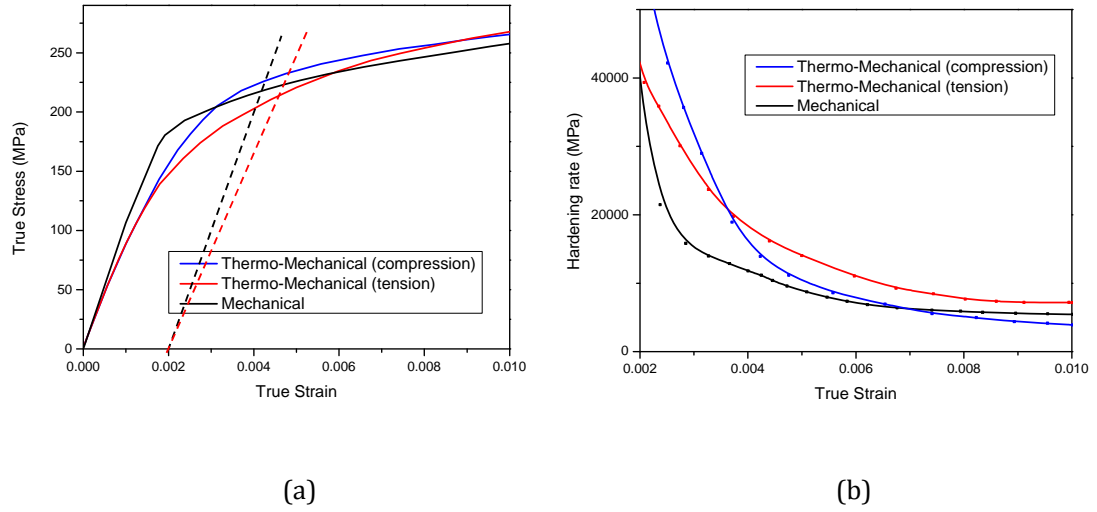 250
200
150
100
50
0
True Stress (MPa)
Thermo-Mechanical (compression)
Thermo-Mechanical (tension)
Mechanical
0.000 0.002 0.004 0.006 0.008 0.010
True Strain
(a)
40000
20000
0
Hardening rate (MPa)
Thermo-Mechanical (compression)
Thermo-Mechanical (tension)
Mechanical
0.002 0.004 0.006 0.008 0.010
True Strain
(b)